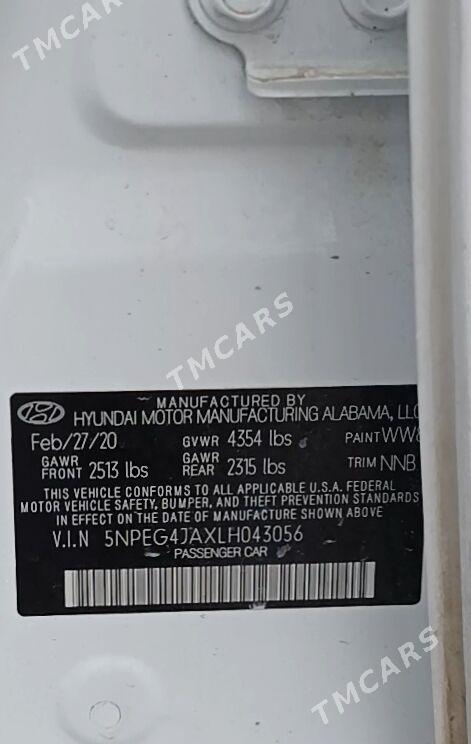 TMCARS
MANUFACTURED BY
HYUNDAI MOTOR MANUFACTURING ALABAMA, LLC
Feb/27/20 GVWR 4354 lbs PAINT WW8
GAWR FRONT 2513 lbs GAWR REAR 2315 lbs TRIM NNB
THIS VEHICLE CONFORMS TO ALL APPLICABLE U.S.A. FEDERAL
MOTOR VEHICLE SAFETY, BUMPER, AND THEFT PREVENTION STANDARDS
IN EFFECT ON THE DATE OF MANUFACTURE SHOWN ABOVE
V.I.N 5NPEG4JAXLH043056
PASSENGER CAR
TMCARS
TMCARS